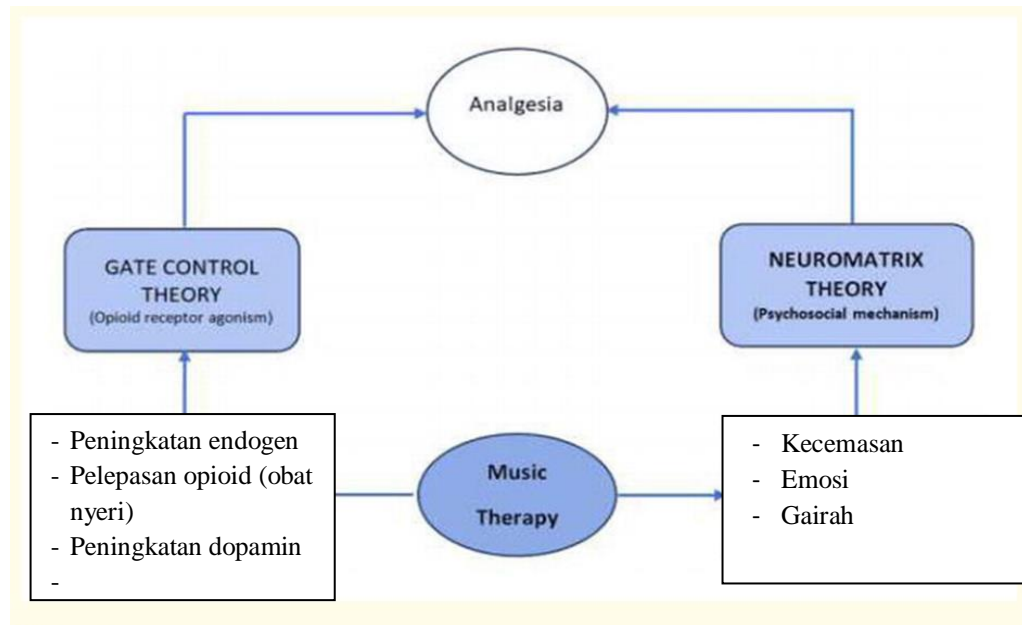 Analgesia
GATE CONTROL
THEORY
(Opioid receptor agonism)
NEUROMATRIX
THEORY
(Psychosocial mechanism)
- Peningkatan endogen
- Pelepasan opioid (obat
nyeri)
- Peningkatan dopamin
-
Music
Therapy
- Kecemasan
- Emosi
- Gairah